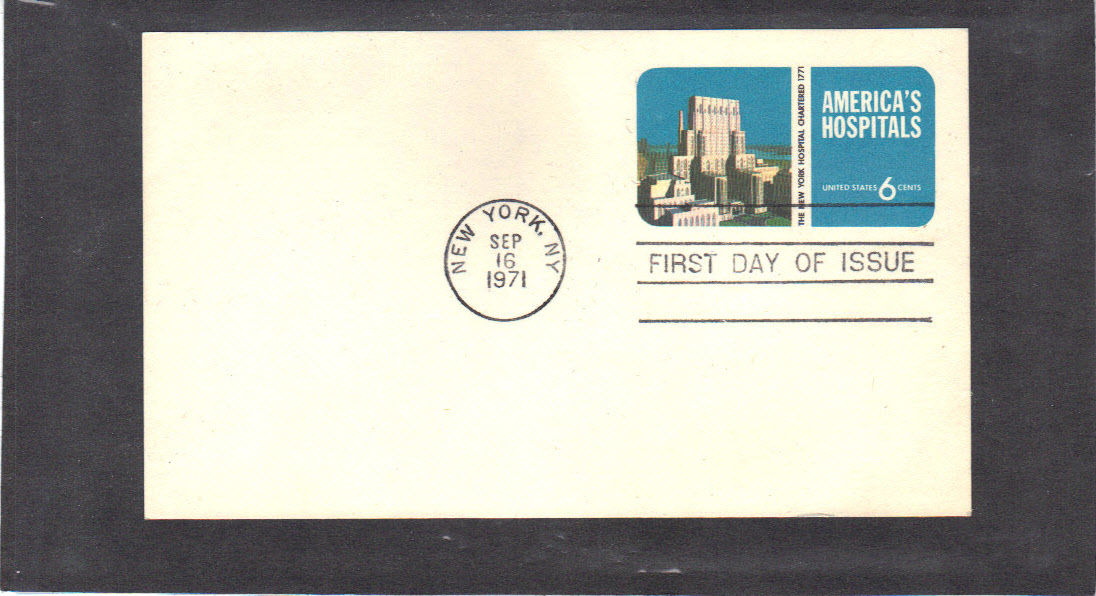 THE NEW YORK HOSPITAL CHARTERED 1771
AMERICA'S
HOSPITALS
UNITED STATES 6 CENTS
NEW YORK, NY
SEP
16
1971
FIRST DAY OF ISSUE